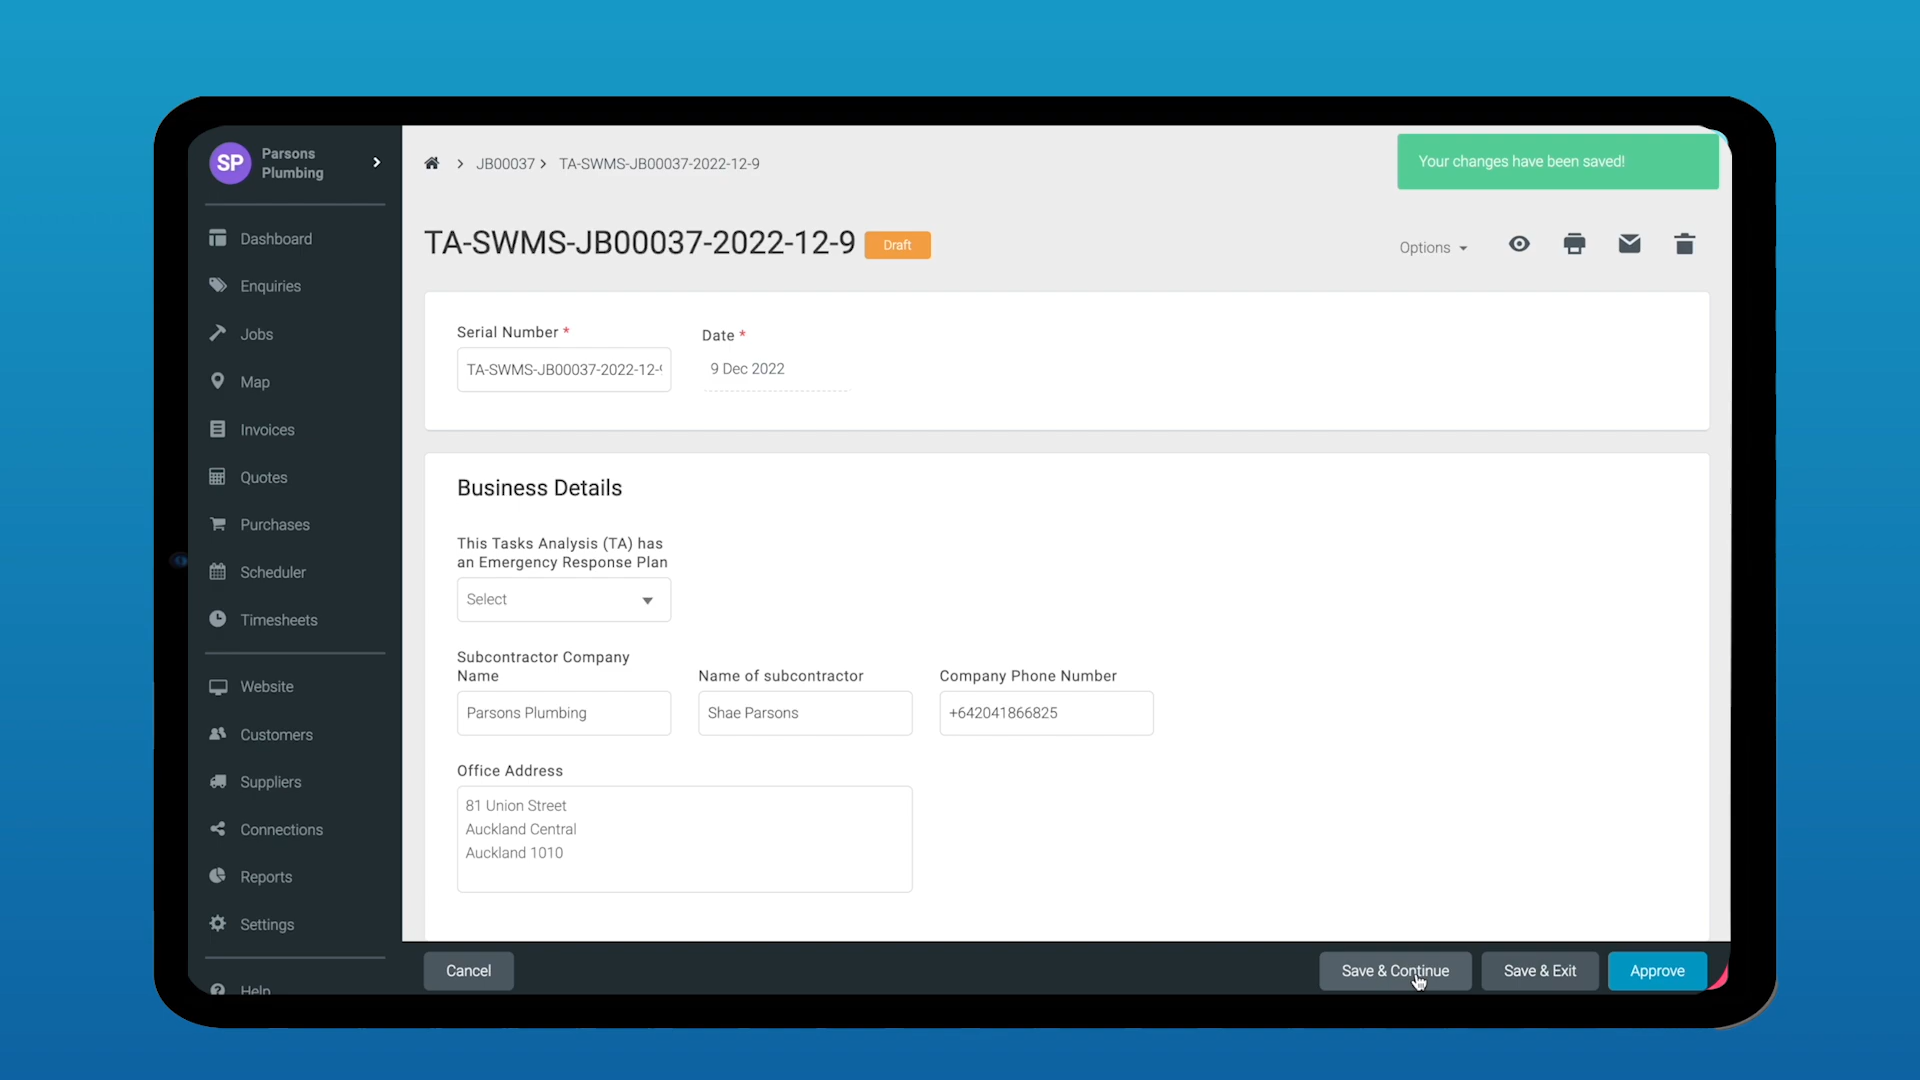 SP
Parsons
Plumbing
Dashboard
Enquiries
Jobs
Map
Invoices
Quotes
Purchases
Scheduler
Timesheets
Website
Customers
Suppliers
Connections
Reports
Settings
Help
> JB00037 > TA-SWMS-JB00037-2022-12-9
Your changes have been saved!
TA-SWMS-JB00037-2022-12-9 Draft
Options
Serial Number *
TA-SWMS-JB00037-2022-12-9
Date *
9 Dec 2022
Business Details
This Tasks Analysis (TA) has
an Emergency Response Plan
Select
Subcontractor Company
Name
Parsons Plumbing
Name of subcontractor
Shae Parsons
Company Phone Number
+642041866825
Office Address
81 Union Street
Auckland Central
Auckland 1010
Cancel
Save & Continue
Save & Exit
Approve